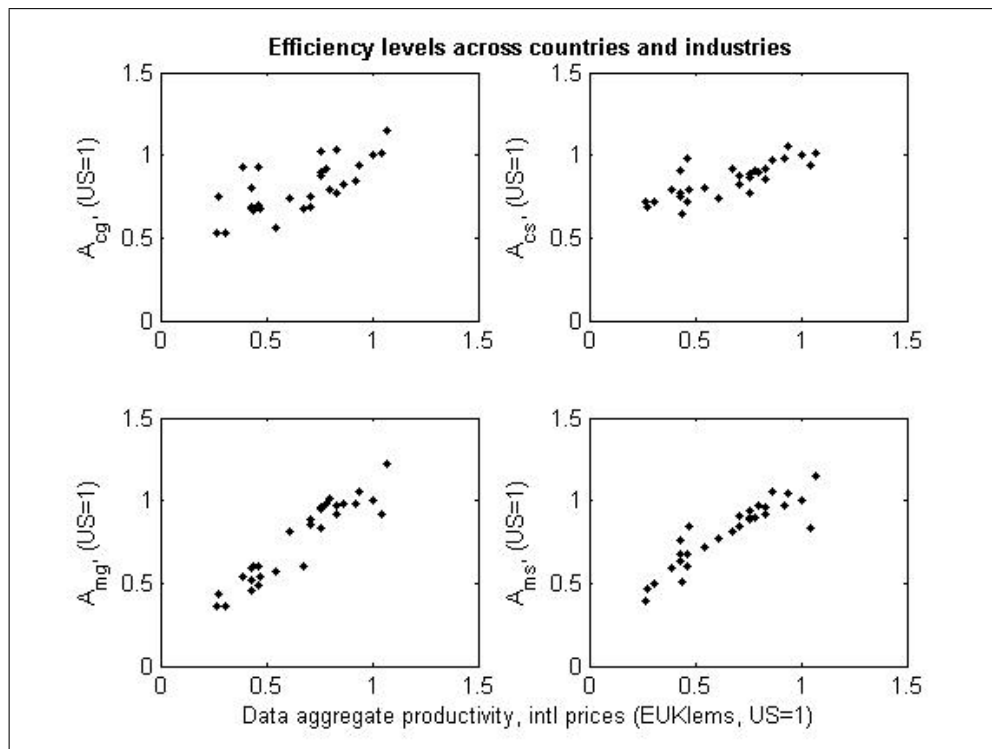 Efficiency levels across countries and industries
1.5
1
0.5
0
A_cg, (US=1)
0 0.5 1 1.5
1.5
1
0.5
0
A_cs, (US=1)
0 0.5 1 1.5
1.5
1
0.5
0
A_mg, (US=1)
0 0.5 1 1.5
1.5
1
0.5
0
A_ms, (US=1)
0 0.5 1 1.5
Data aggregate productivity, intl prices (EUKlems, US=1)